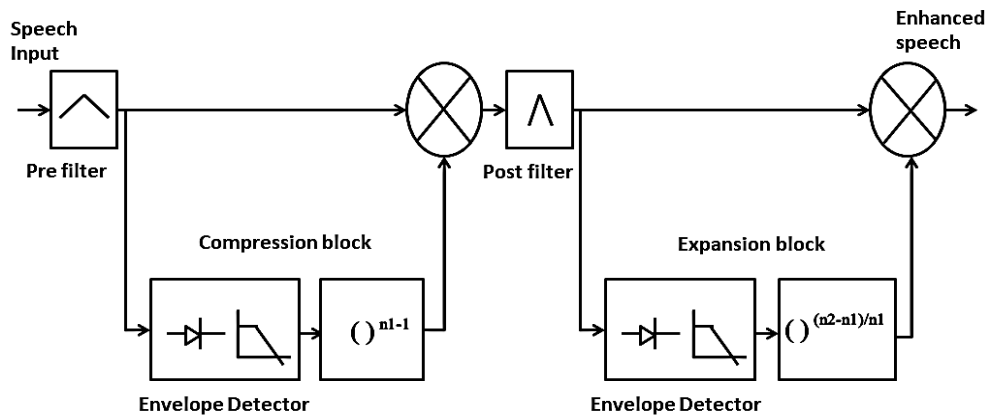 Speech
Input
Enhanced
speech
Pre filter
Post filter
Compression block
Expansion block
( ) n1-1
( ) (n2-n1)/n1
Envelope Detector
Envelope Detector